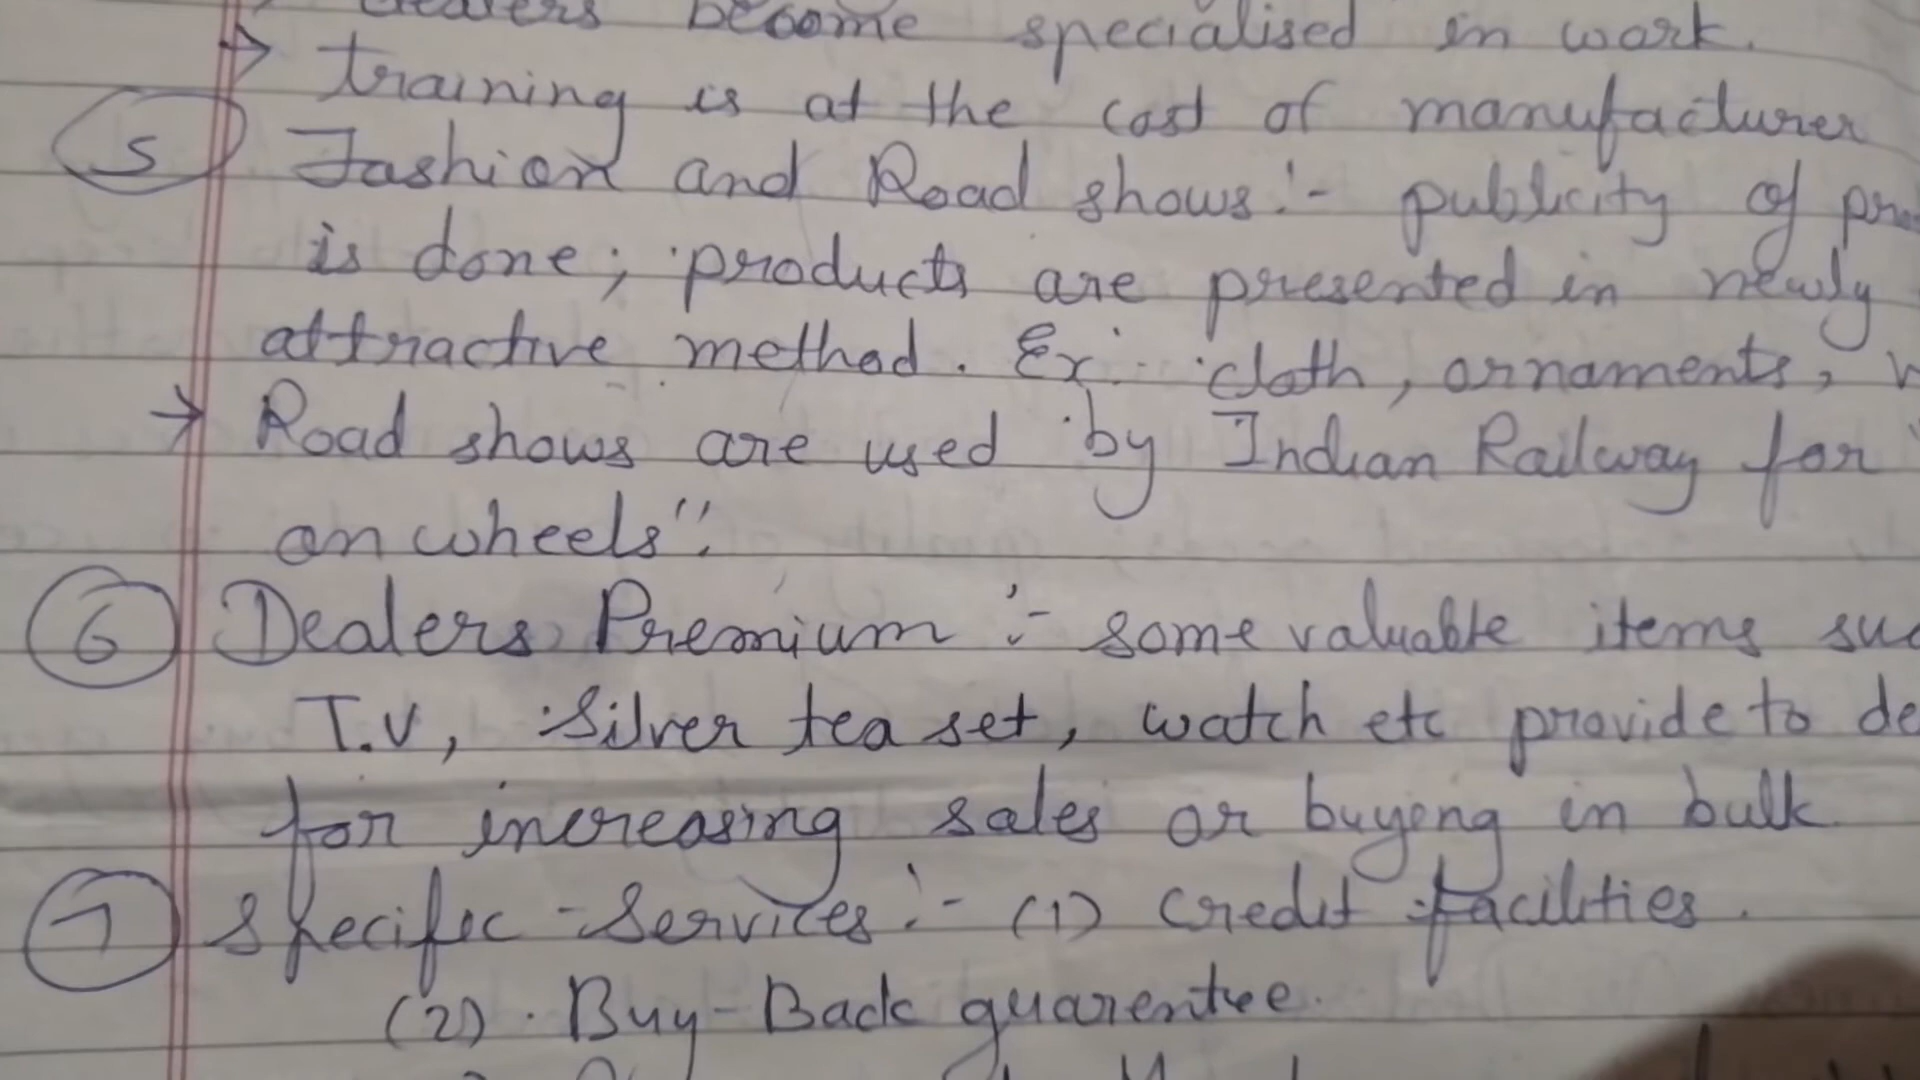 dealers become specialised in work.
→ training is at the cost of manufacturer
5 Fashion and Road shows :- publicity of
is done; products are presented in newly
attractive method. Ex: cloth, ornaments,
→ Road shows are used by Indian Railway for "
on wheels".
6 Dealers Premium :- some valuable items
T.V, Silver tea set, watch etc provide to
for increasing sales or buyeng in bulk
7 Specific-Services :- (1) Credit facilities.
(2). Buy-Back guarentee.